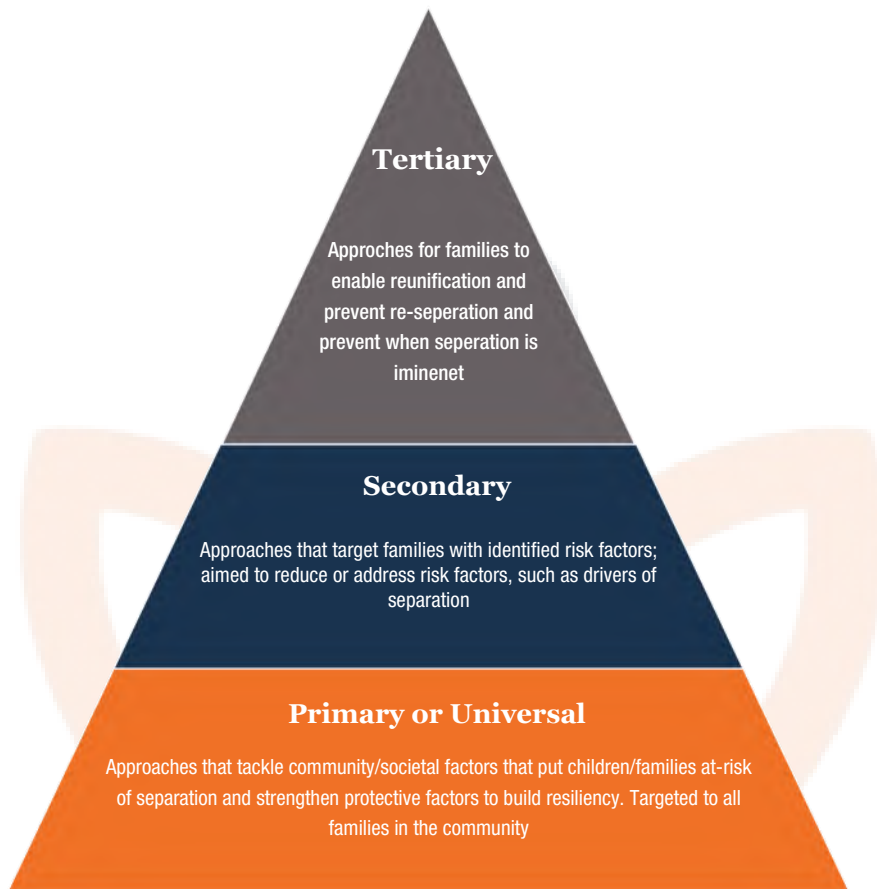 Tertiary
Approches for families to
enable reunification and
prevent re-seperation and
prevent when seperation is
iminenet
Secondary
Approaches that target families with identified risk factors;
aimed to reduce or address risk factors, such as drivers of
separation
Primary or Universal
Approaches that tackle community/societal factors that put children/families at-risk
of separation and strengthen protective factors to build resiliency. Targeted to all
families in the community